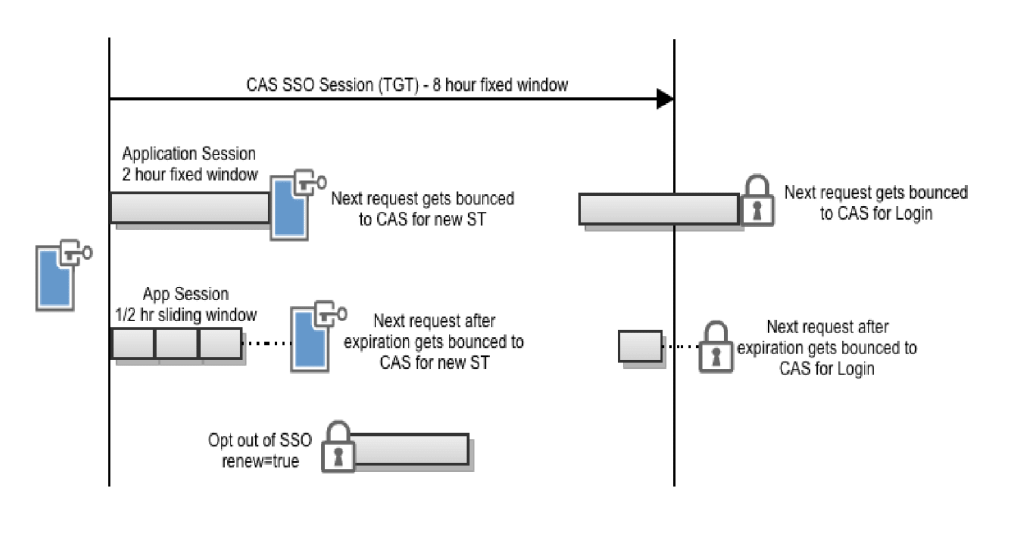 CAS SSO Session (TGT) - 8 hour fixed window
Application Session
2 hour fixed window
Next request gets bounced
to CAS for new ST
Next request gets bounced
to CAS for Login
App Session
1/2 hr sliding window
Next request after
expiration gets bounced to
CAS for new ST
Next request after
expiration gets bounced to
CAS for Login
Opt out of SSO
renew=true